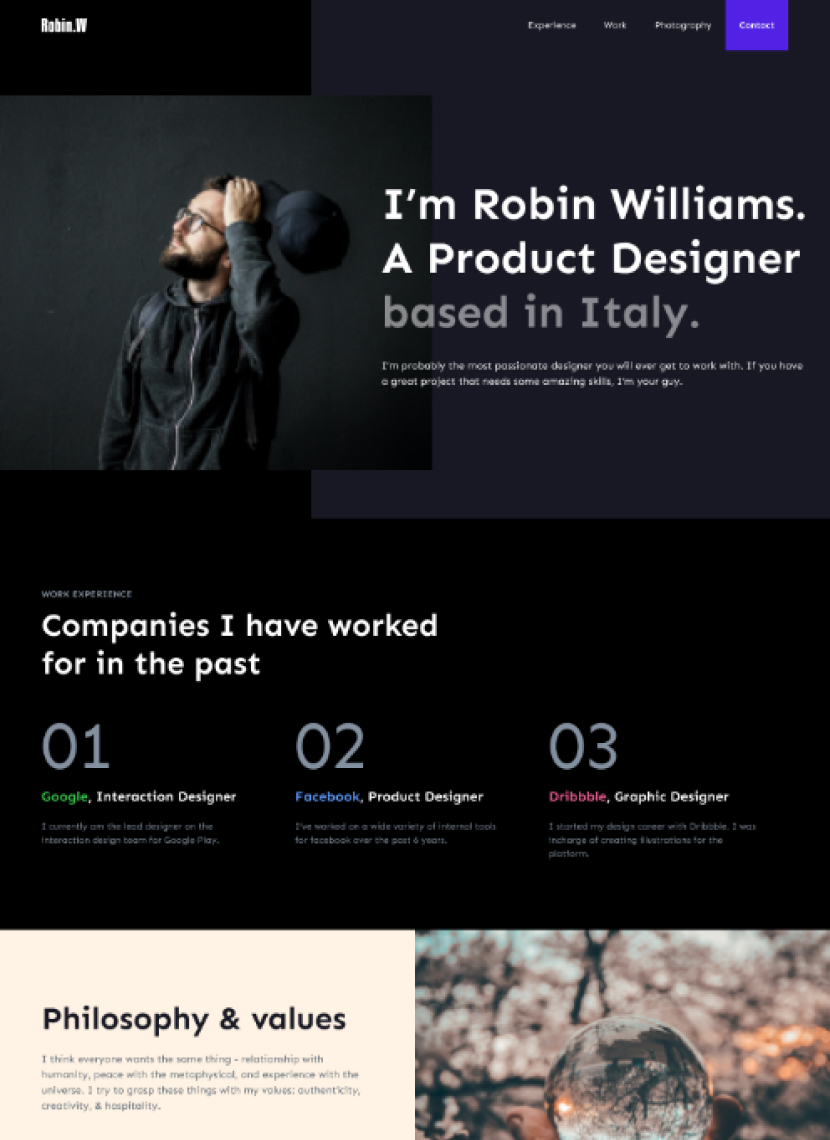 Robin.W
Experience
Work
Photography
Contact
I’m Robin Williams.
A Product Designer
based in Italy.
I'm probably the most passionate designer you will ever get to work with. If you have
a great project that needs some amazing skills, I'm your guy.
WORK EXPERIENCE
Companies I have worked
for in the past
01
Google, Interaction Designer
I currently am the lead designer on the
interaction design team for Google Play.
02
Facebook, Product Designer
I've worked on a wide variety of internal tools
for facebook over the past 6 years.
03
Dribbble, Graphic Designer
I started my design career with Dribbble. I was
incharge of creating illustrations for the
platform.
Philosophy & values
I think everyone wants the same thing - relationship with
humanity, peace with the metaphysical, and experience with the
universe. I try to grasp these things with my values: authenticity,
creativity, & hospitality.